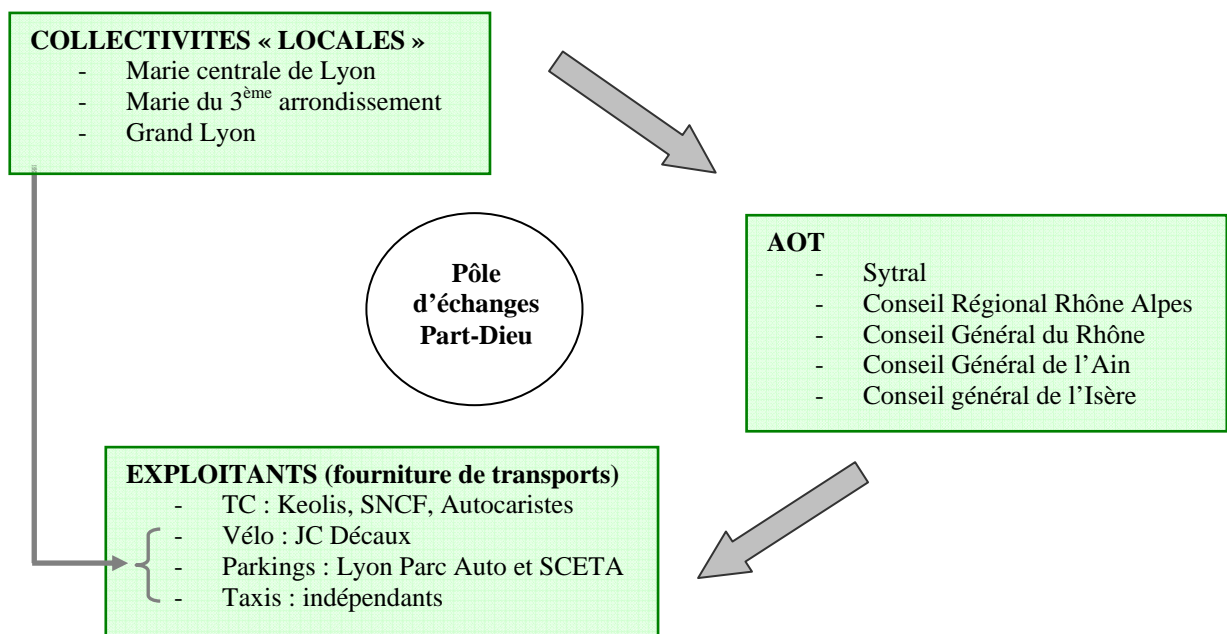 COLLECTIVITES « LOCALES »
- Marie centrale de Lyon
- Marie du 3ème arrondissement
- Grand Lyon
Pôle
d’échanges
Part-Dieu
AOT
- Sytral
- Conseil Régional Rhône Alpes
- Conseil Général du Rhône
- Conseil Général de l’Ain
- Conseil général de l’Isère
EXPLOITANTS (fourniture de transports)
- TC : Keolis, SNCF, Autocaristes
- Vélo : JC Décaux
- Parkings : Lyon Parc Auto et SCETA
- Taxis : indépendants